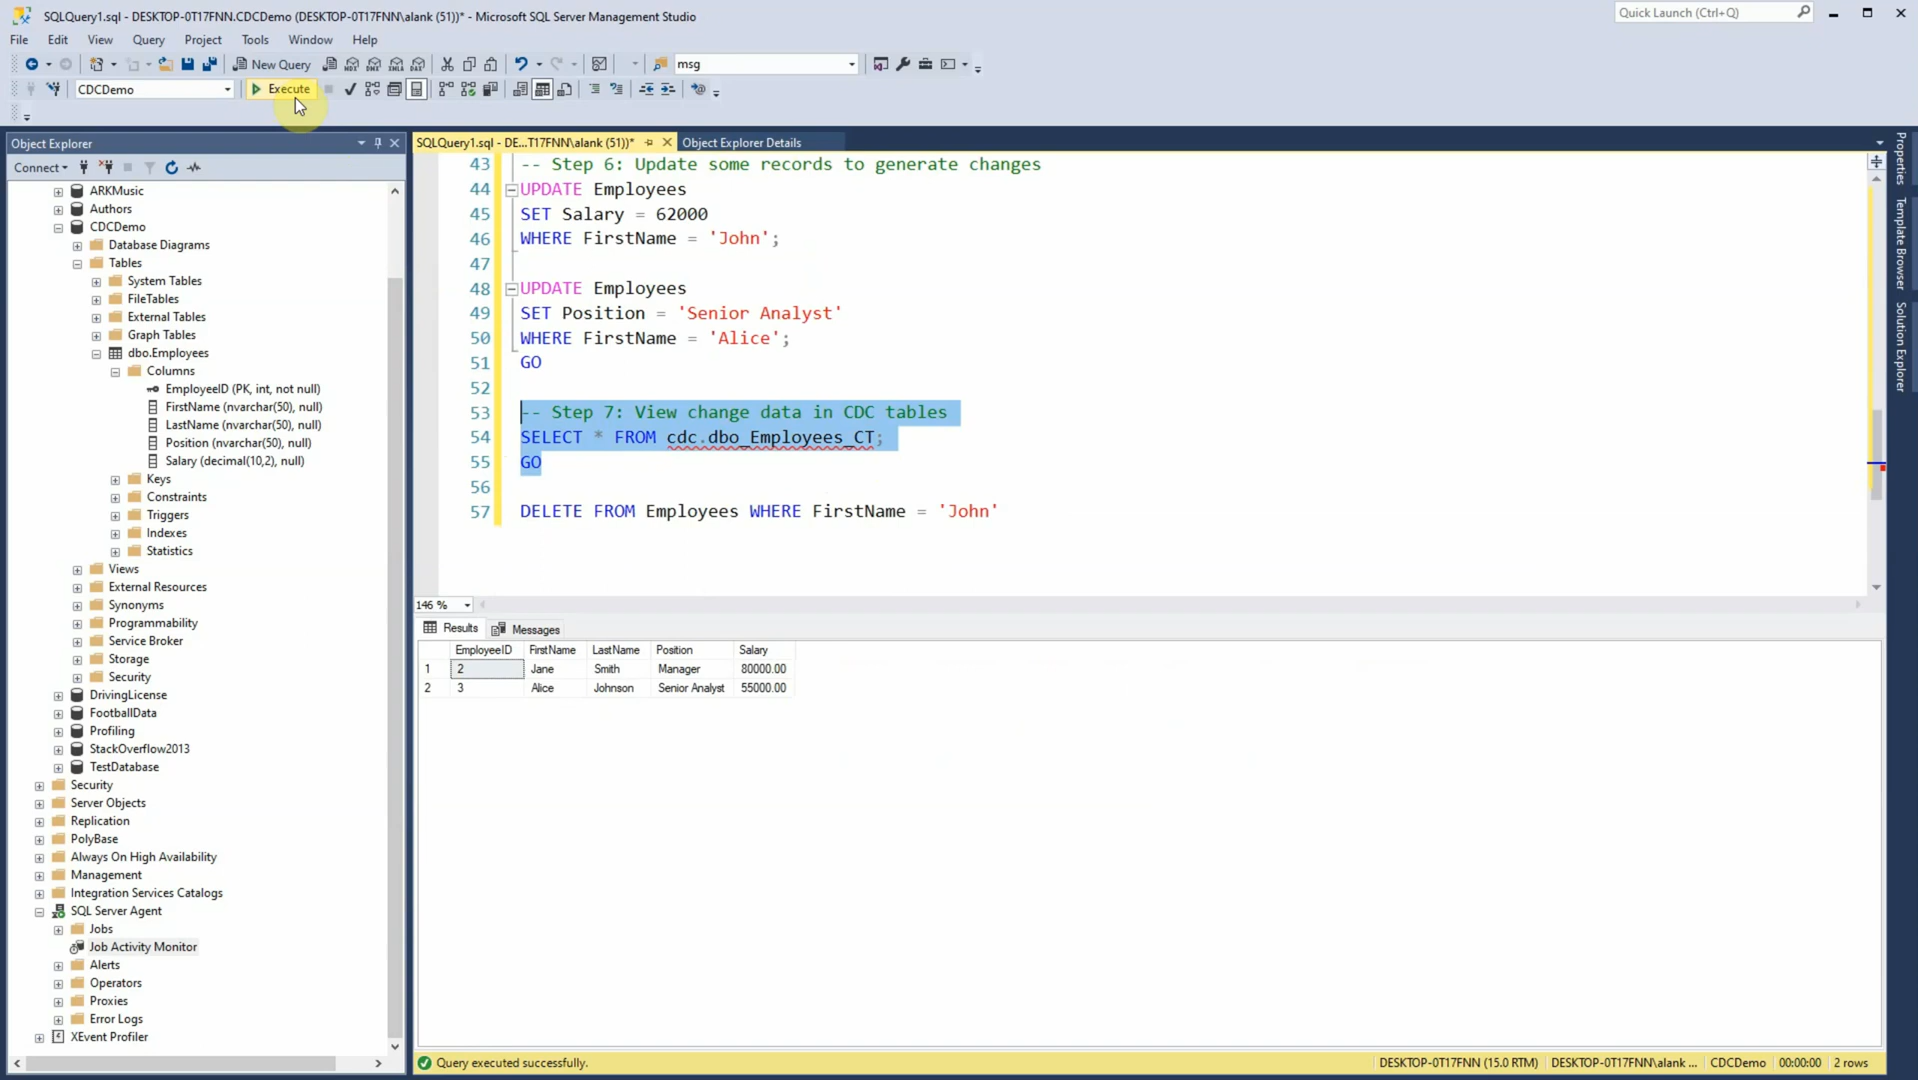 SQLQuery1.sql - DESKTOP-0T17FNN.CDCDemo (DESKTOP-0T17FNN\alank (51))* - Microsoft SQL Server Management Studio
Quick Launch (Ctrl+Q)
File Edit View Query Project Tools Window Help
New Query
msg
CDCDemo
Execute
Object Explorer
Connect
ARKMusic
Authors
CDCDemo
Database Diagrams
Tables
System Tables
FileTables
External Tables
Graph Tables
dbo.Employees
Columns
EmployeeID (PK, int, not null)
FirstName (nvarchar(50), null)
LastName (nvarchar(50), null)
Position (nvarchar(50), null)
Salary (decimal(10,2), null)
Keys
Constraints
Triggers
Indexes
Statistics
Views
External Resources
Synonyms
Programmability
Service Broker
Storage
Security
DrivingLicense
FootballData
Profiling
StackOverflow2013
TestDatabase
Security
Server Objects
Replication
PolyBase
Always On High Availability
Management
Integration Services Catalogs
SQL Server Agent
Jobs
Job Activity Monitor
Alerts
Operators
Proxies
Error Logs
XEvent Profiler
SQLQuery1.sql - DE...T17FNN\alank (51))*
Object Explorer Details
43 -- Step 6: Update some records to generate changes
44 UPDATE Employees
45 SET Salary = 62000
46 WHERE FirstName = 'John';
47
48 UPDATE Employees
49 SET Position = 'Senior Analyst'
50 WHERE FirstName = 'Alice';
51 GO
52
53 -- Step 7: View change data in CDC tables
54 SELECT * FROM cdc.dbo_Employees_CT;
55 GO
56
57 DELETE FROM Employees WHERE FirstName = 'John'
146 %
Results Messages
EmployeeID FirstName LastName Position Salary
1 2 Jane Smith Manager 80000.00
2 3 Alice Johnson Senior Analyst 55000.00
Query executed successfully.
DESKTOP-0T17FNN (15.0 RTM) DESKTOP-0T17FNN\alank ... CDCDemo 00:00:00 2 rows
Properties
Template Browser
Solution Explorer